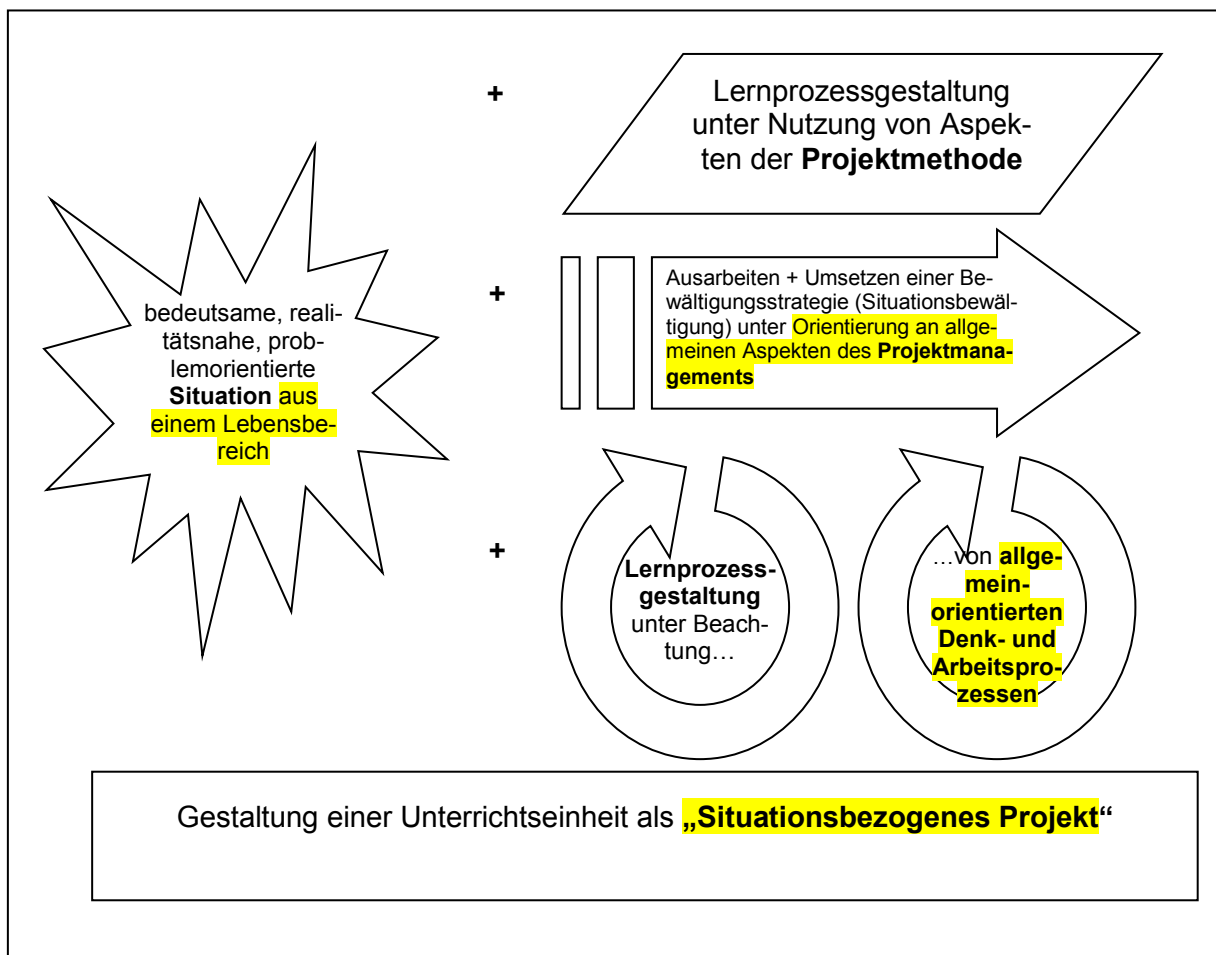 +
Lernprozessgestaltung
unter Nutzung von Aspek-
ten der Projektmethode
bedeutsame, reali-
tätsnahe, prob-
lemorientierte
Situation aus
einem Lebensbe-
reich
+
Ausarbeiten + Umsetzen einer Be-
wältigungsstrategie (Situationsbewäl-
tigung) unter Orientierung an allge-
meinen Aspekten des Projektmana-
gements
+
Lernprozess-
gestaltung
unter Beach-
tung…
…von allge-
mein-
orientierten
Denk- und
Arbeitspro-
zessen
Gestaltung einer Unterrichtseinheit als „Situationsbezogenes Projekt“